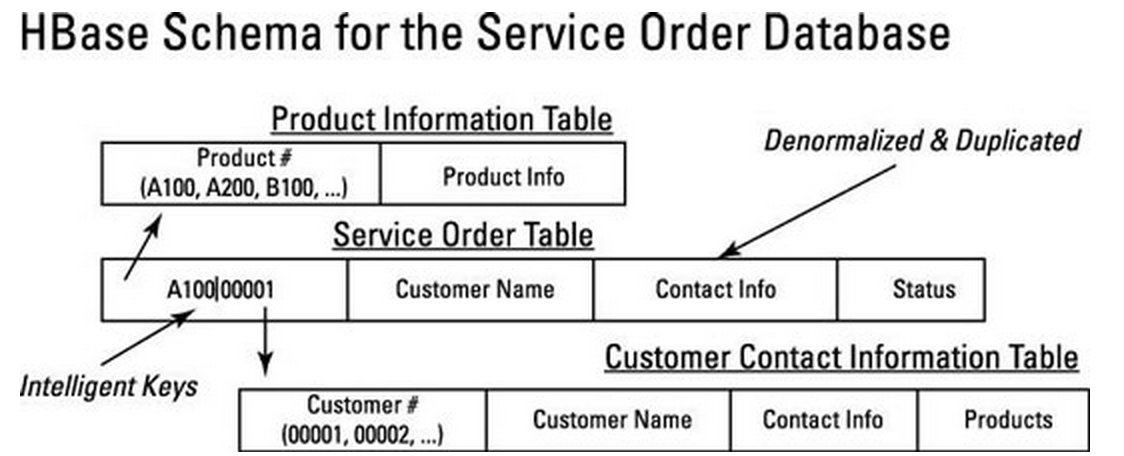 HBase Schema for the Service Order Database
Product Information Table
Denormalized & Duplicated
Product #
(A100, A200, B100, ...)
Product Info
Service Order Table
A100|00001
Customer Name
Contact Info
Status
Intelligent Keys
Customer Contact Information Table
Customer #
(00001, 00002, ...)
Customer Name
Contact Info
Products